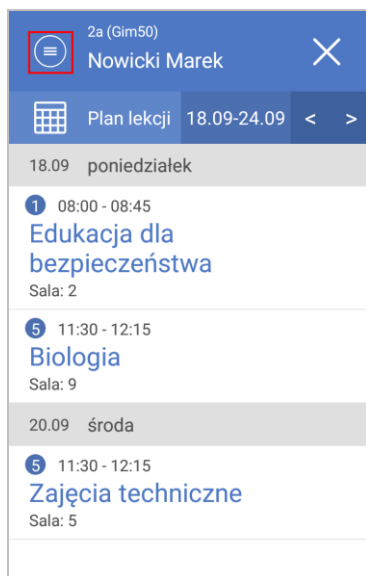 2a (Gim50)
Nowicki Marek
Plan lekcji 18.09-24.09 < >
18.09 poniedziałek
1 08:00 - 08:45
Edukacja dla
bezpieczeństwa
Sala: 2
5 11:30 - 12:15
Biologia
Sala: 9
20.09 środa
5 11:30 - 12:15
Zajęcia techniczne
Sala: 5